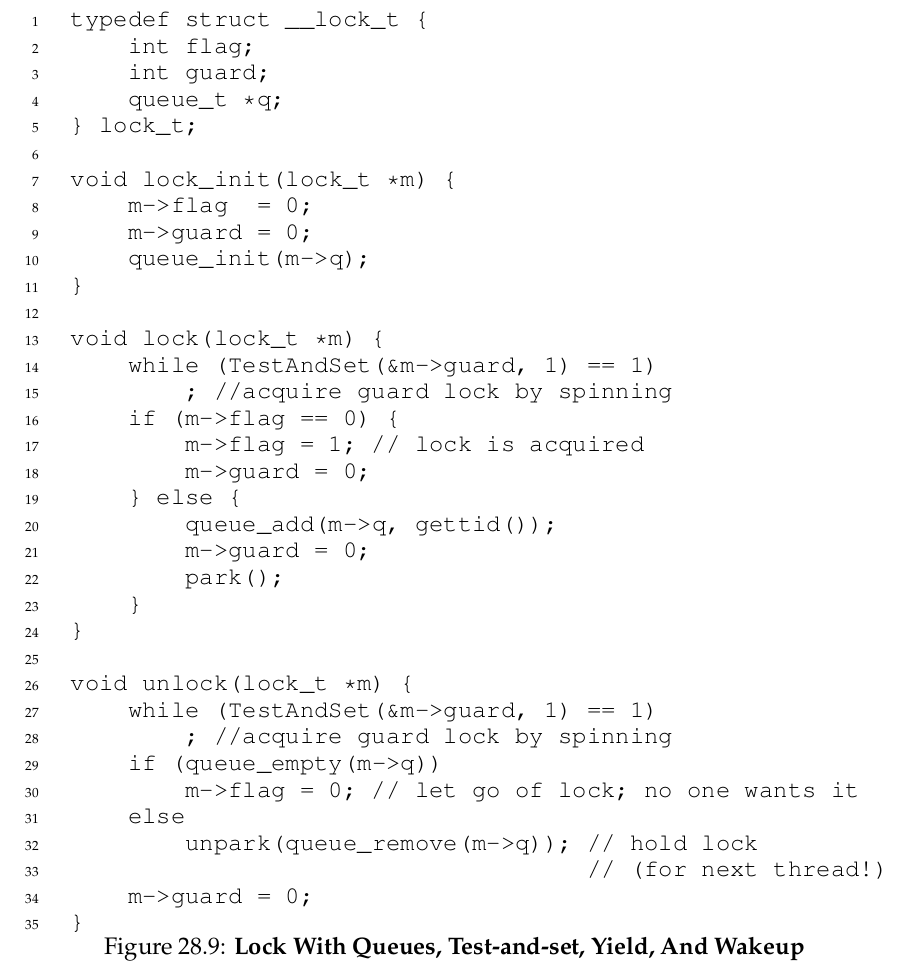 1 typedef struct __lock_t {
2     int flag;
3     int guard;
4     queue_t *q;
5 } lock_t;
6
7 void lock_init(lock_t *m) {
8     m->flag  = 0;
9     m->guard = 0;
10     queue_init(m->q);
11 }
12
13 void lock(lock_t *m) {
14     while (TestAndSet(&m->guard, 1) == 1)
15         ; //acquire guard lock by spinning
16     if (m->flag == 0) {
17         m->flag = 1; // lock is acquired
18         m->guard = 0;
19     } else {
20         queue_add(m->q, gettid());
21         m->guard = 0;
22         park();
23     }
24 }
25
26 void unlock(lock_t *m) {
27     while (TestAndSet(&m->guard, 1) == 1)
28         ; //acquire guard lock by spinning
29     if (queue_empty(m->q))
30         m->flag = 0; // let go of lock; no one wants it
31     else
32         unpark(queue_remove(m->q)); // hold lock
33                                     // (for next thread!)
34     m->guard = 0;
35 }
Figure 28.9: Lock With Queues, Test-and-set, Yield, And Wakeup